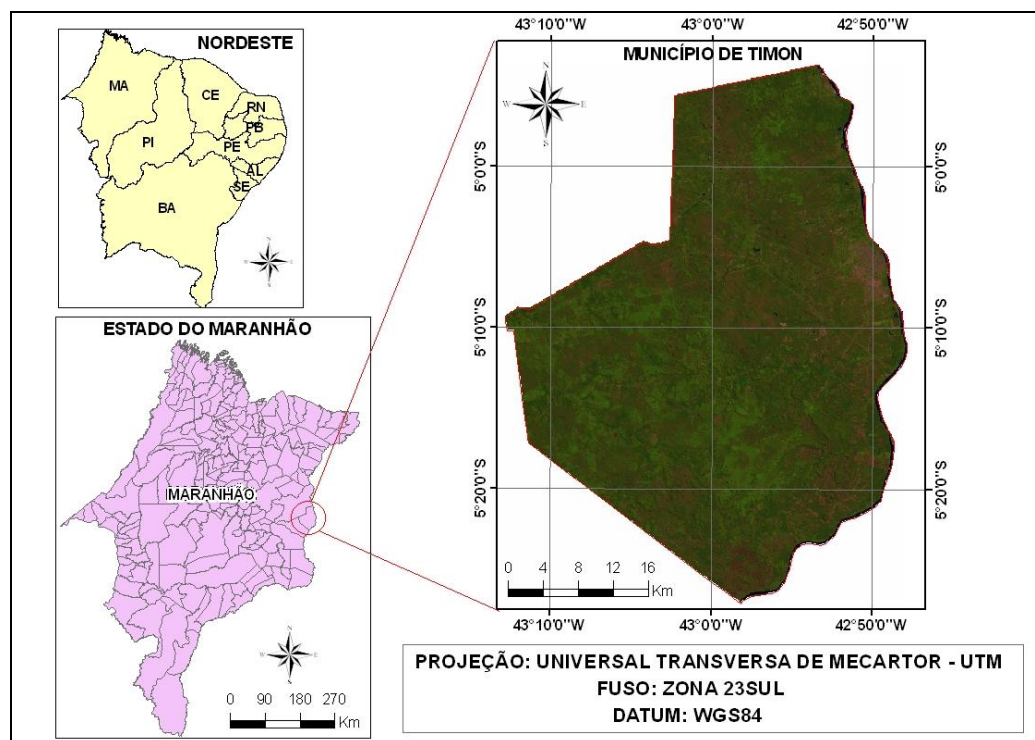 NORDESTE
MA
CE
RN
PB
PI
PE
AL
SE
BA
N
W
E
S
ESTADO DO MARANHÃO
MARANHÃO
N
W
E
S
0 90 180 270
Km
MUNICÍPIO DE TIMON
43°10'0"W 43°0'0"W 42°50'0"W
N
W
E
S
5°0'0"S 5°0'0"S
5°10'0"S 5°10'0"S
5°20'0"S 5°20'0"S
0 4 8 12 16
Km
43°10'0"W 43°0'0"W 42°50'0"W
PROJEÇÃO: UNIVERSAL TRANSVERSA DE MECARTOR - UTM
FUSO: ZONA 23SUL
DATUM: WGS84